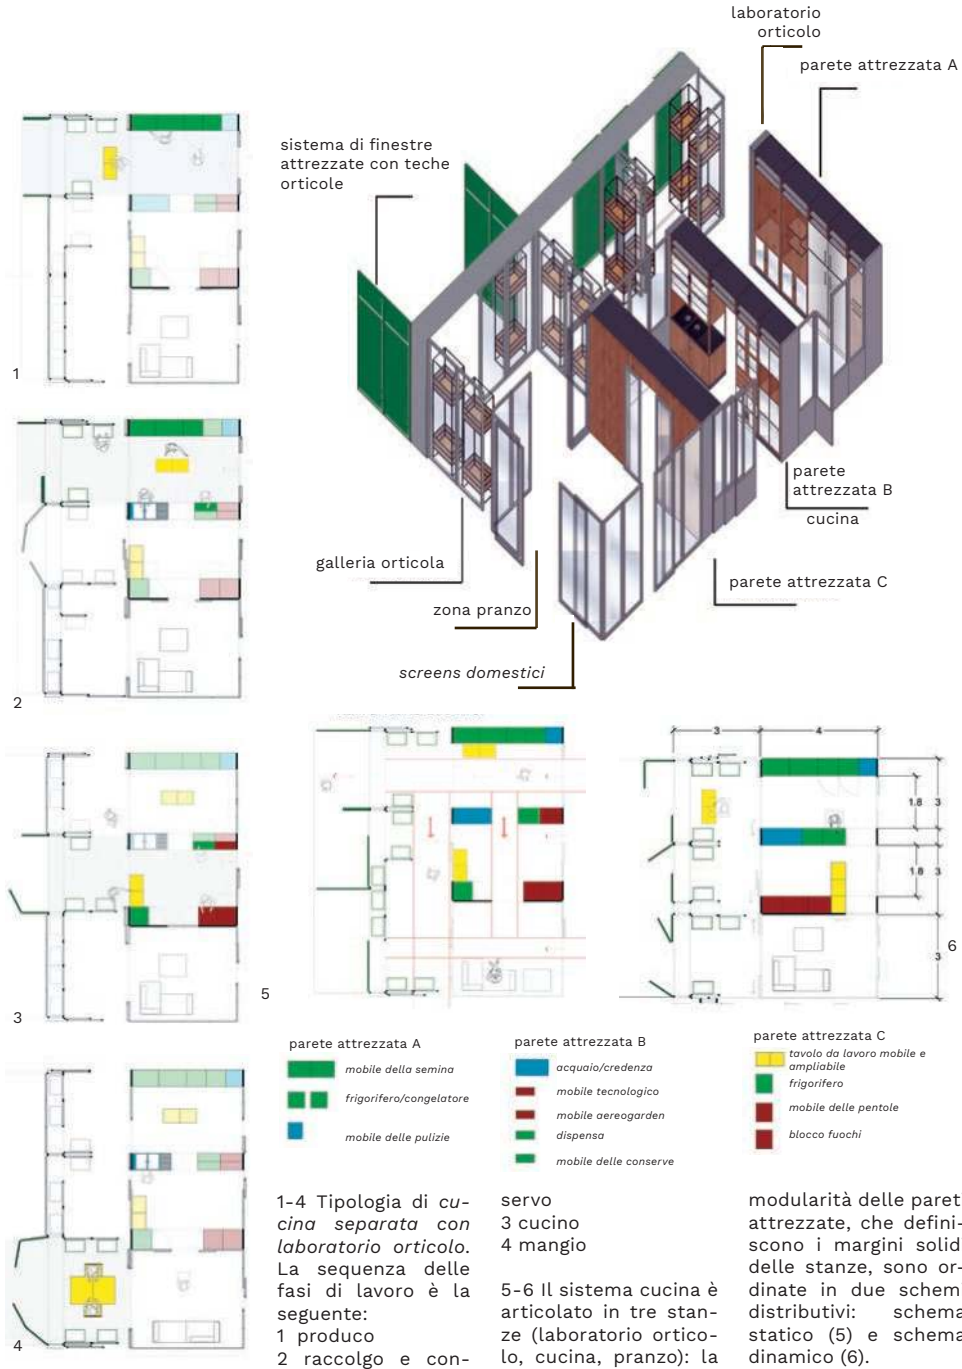 laboratorio
orticolo
parete attrezzata A
sistema di finestre
attrezzate con teche
orticole
parete
attrezzata B
cucina
galleria orticola
parete attrezzata C
zona pranzo
screens domestici
1
2
3
4
5
6
3
4
1.8
3
1.8
3
3
parete attrezzata A
mobile della semina
frigorifero/congelatore
mobile delle pulizie
parete attrezzata B
acquaio/credenza
mobile tecnologico
mobile aereogarden
dispensa
mobile delle conserve
parete attrezzata C
tavolo da lavoro mobile e
ampliabile
frigorifero
mobile delle pentole
blocco fuochi
1-4 Tipologia di cu-
cina separata con
laboratorio orticolo.
La sequenza delle
fasi di lavoro è la
seguente:
1 produco
2 raccolgo e con-
servo
3 cucino
4 mangio
5-6 Il sistema cucina è
articolato in tre stan-
ze (laboratorio ortico-
lo, cucina, pranzo): la
modularità delle paret
attrezzate, che defini-
scono i margini solid
delle stanze, sono or-
dinate in due schem
distributivi: schema
statico (5) e schema
dinamico (6).